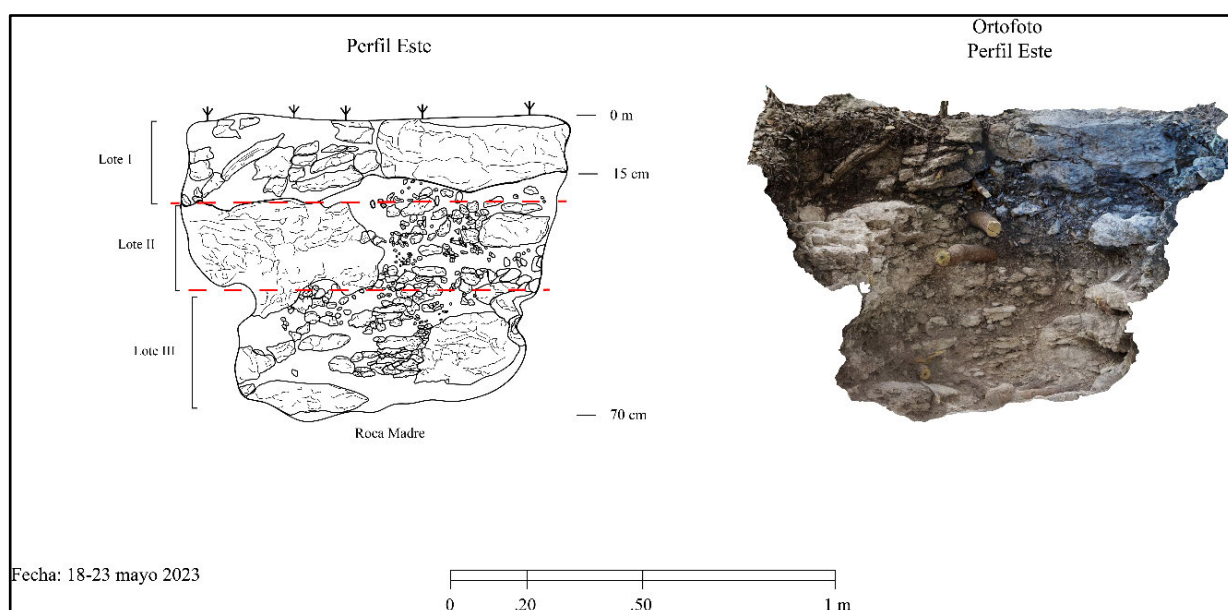 Perfil Este
Ortofoto
Perfil Este
0 m
Lote I
15 cm
Lote II
Lote III
70 cm
Roca Madre
Fecha: 18-23 mayo 2023
0 .20 .50 1 m